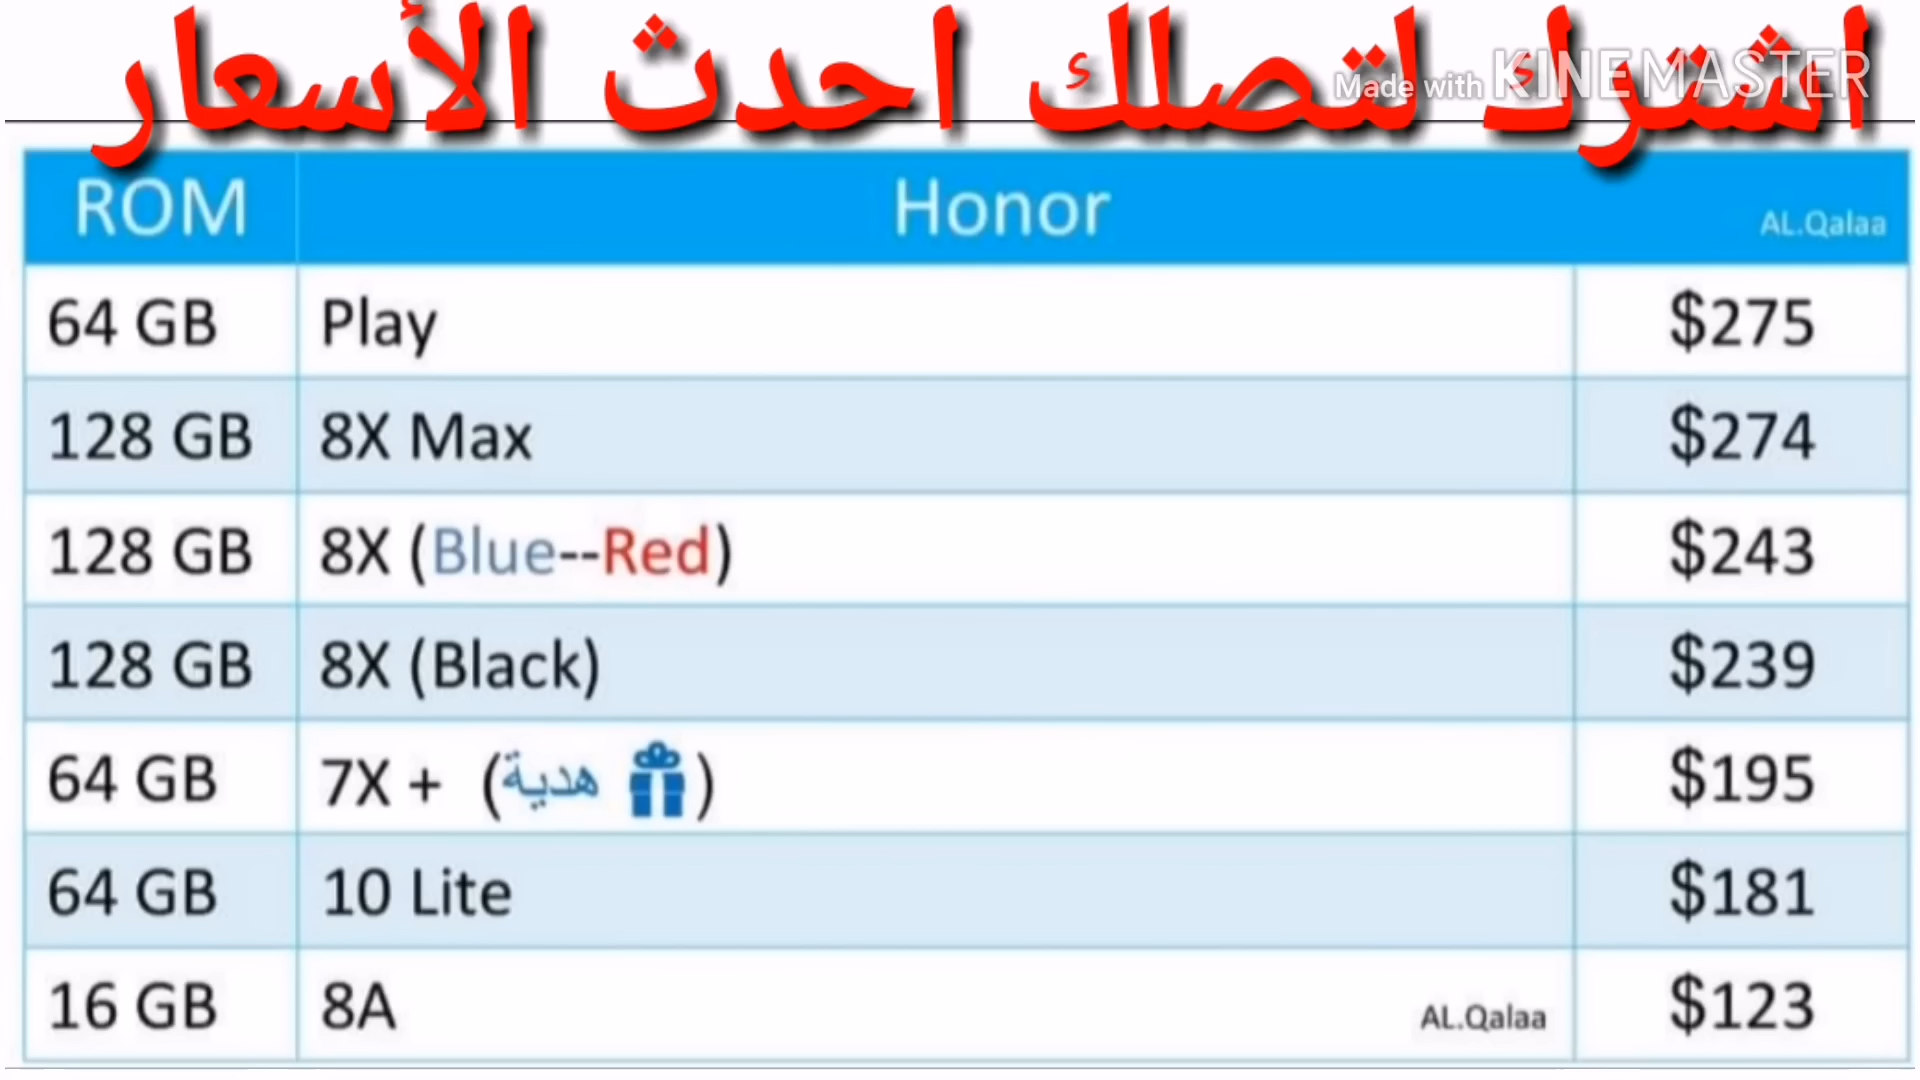 اشترك لتصلك احدث الأسعار
Made with KINEMASTER
ROM Honor AL.Qalaa
64 GB Play $275
128 GB 8X Max $274
128 GB 8X (Blue--Red) $243
128 GB 8X (Black) $239
64 GB 7X + (هدية) $195
64 GB 10 Lite $181
16 GB 8A AL.Qalaa $123